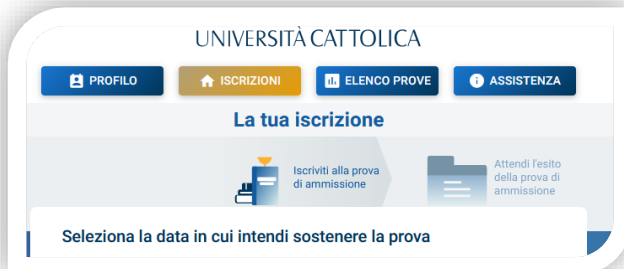 UNIVERSITÀ CATTOLICA
PROFILO
ISCRIZIONI
ELENCO PROVE
ASSISTENZA
La tua iscrizione
Iscriviti alla prova
di ammissione
Attendi l'esito
della prova di
ammissione
Seleziona la data in cui intendi sostenere la prova